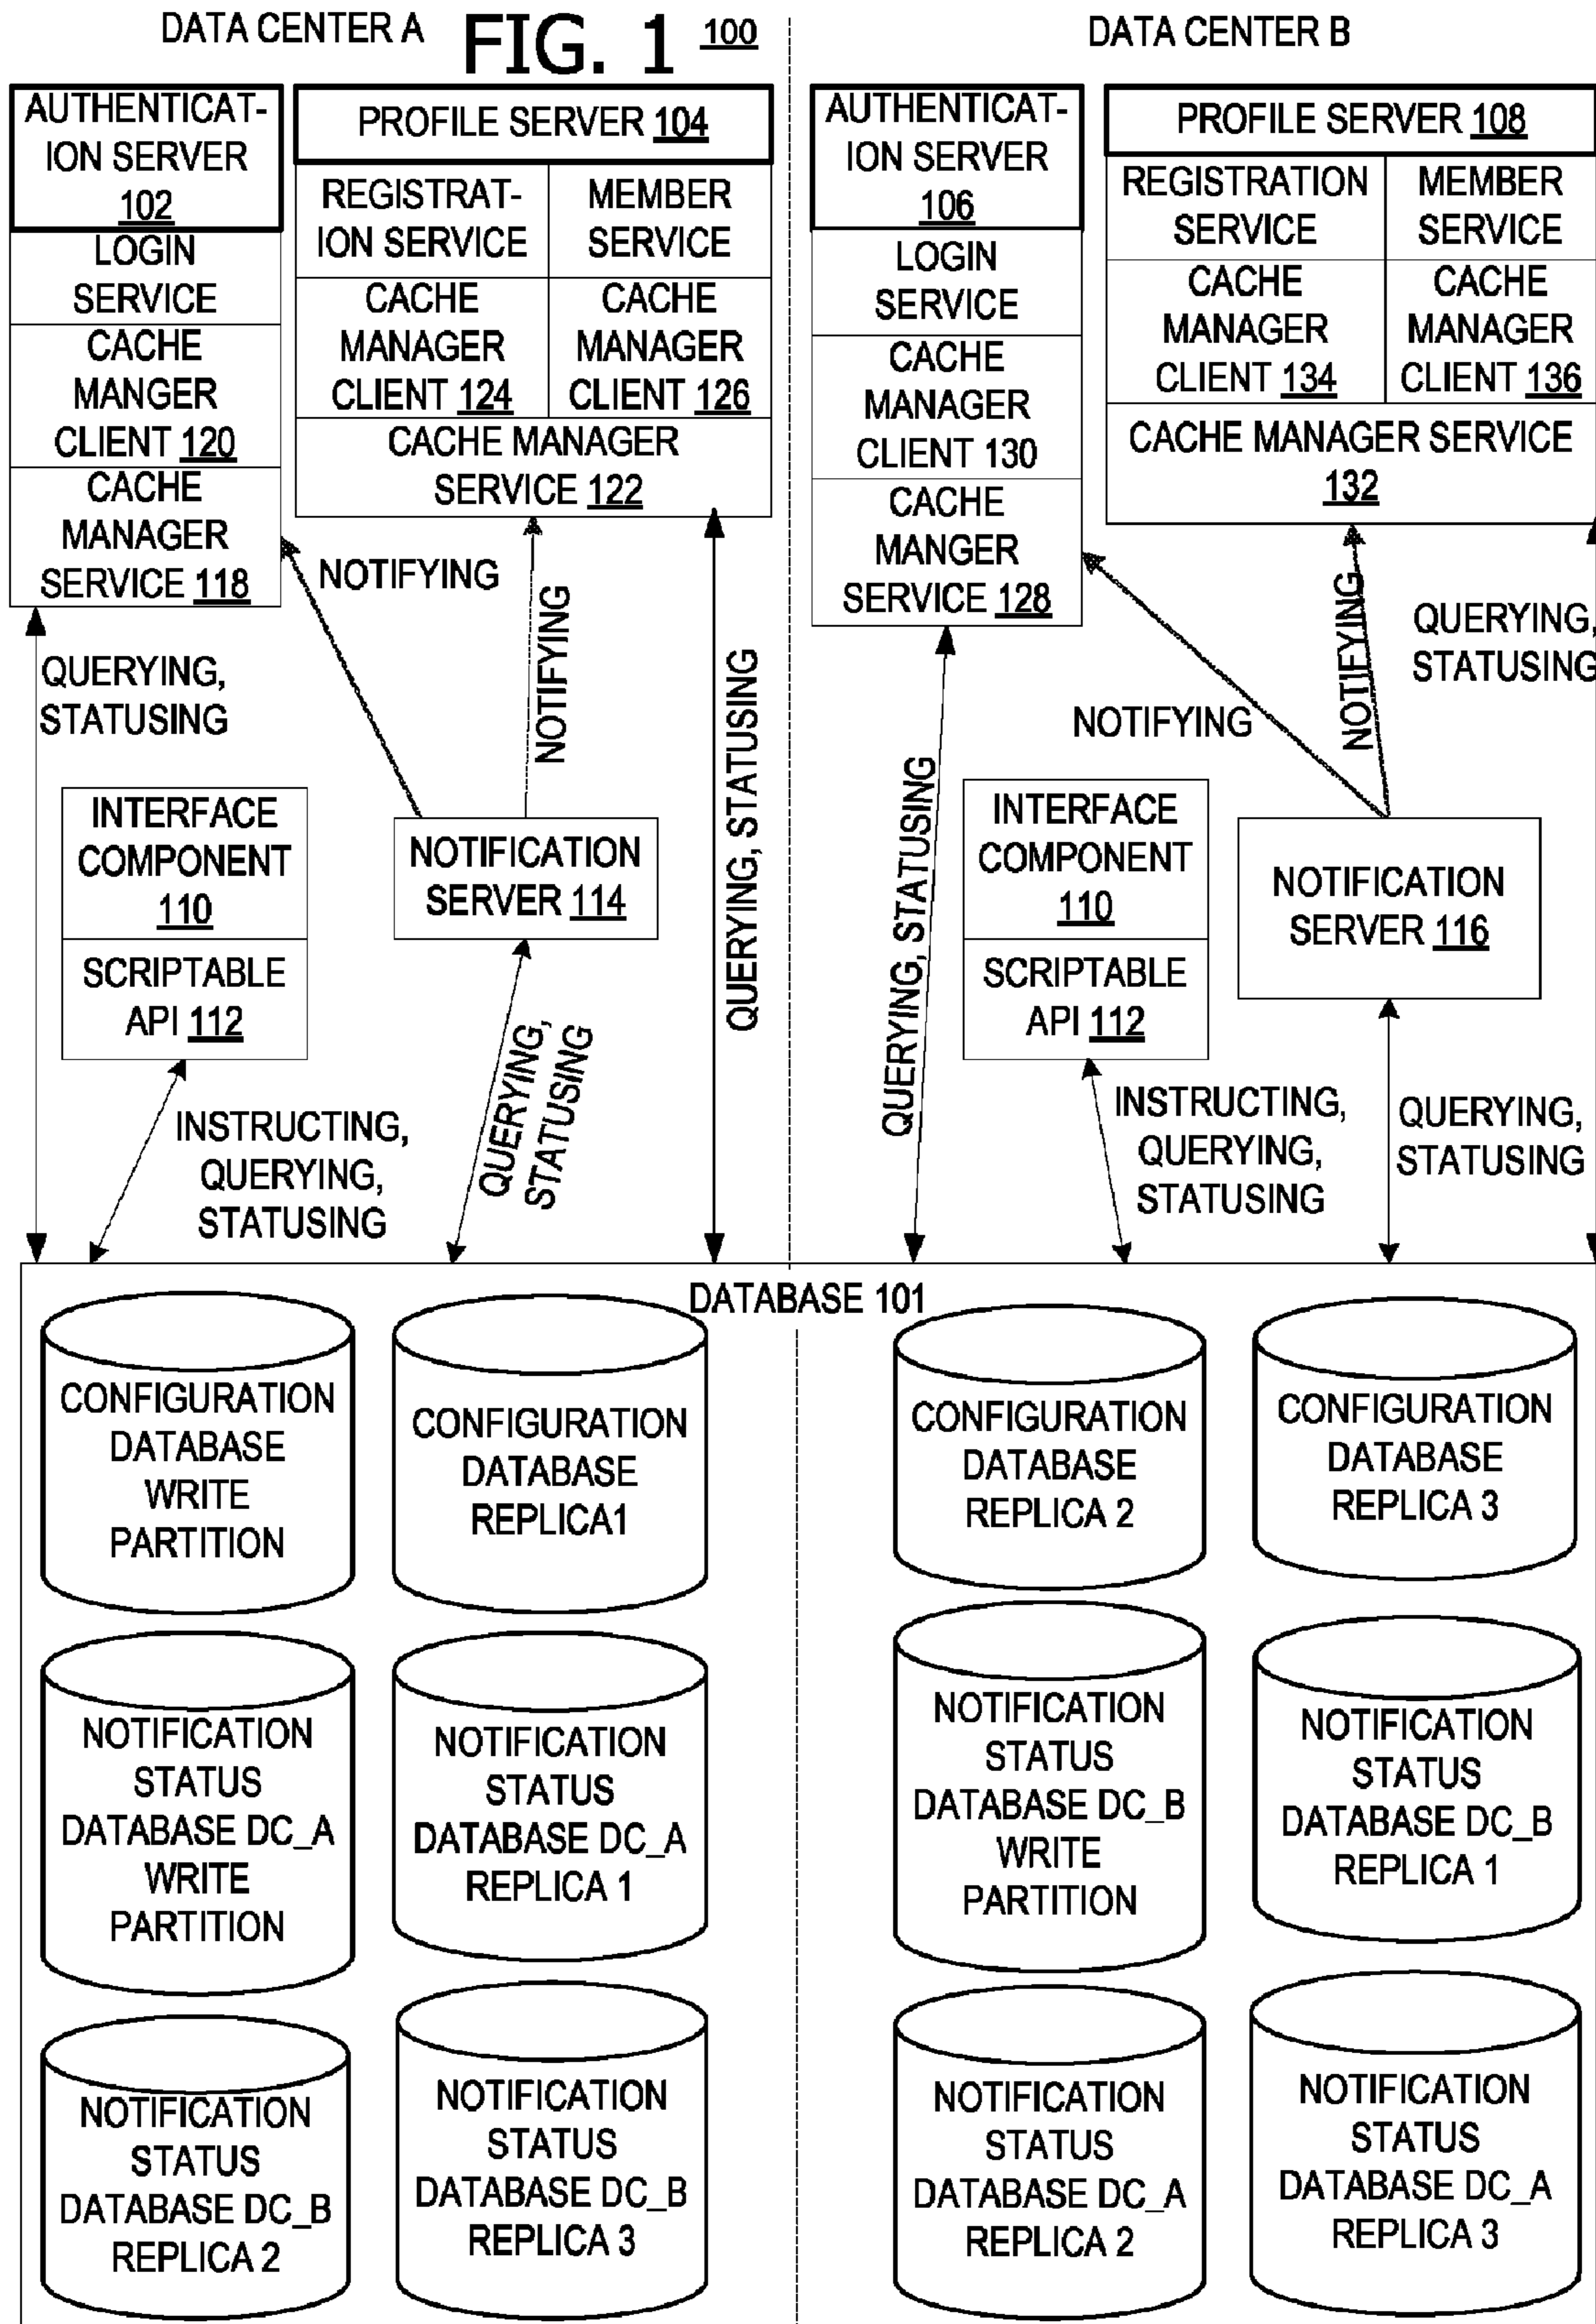 DATA CENTER A
FIG. 1
100
DATA CENTER B
AUTHENTICAT-
ION SERVER
102
LOGIN
SERVICE
CACHE
MANGER
CLIENT 120
CACHE
MANAGER
SERVICE 118
PROFILE SERVER 104
REGISTRAT-
ION SERVICE
MEMBER
SERVICE
CACHE
MANAGER
CLIENT 124
CACHE
MANAGER
CLIENT 126
CACHE MANAGER
SERVICE 122
AUTHENTICAT-
ION SERVER
106
LOGIN
SERVICE
CACHE
MANAGER
CLIENT 130
CACHE
MANGER
SERVICE 128
PROFILE SERVER 108
REGISTRATION
SERVICE
MEMBER
SERVICE
CACHE
MANAGER
CLIENT 134
CACHE
MANAGER
CLIENT 136
CACHE MANAGER SERVICE
132
NOTIFYING
NOTIFYING
QUERYING,
STATUSING
QUERYING, STATUSING
INTERFACE
COMPONENT
110
SCRIPTABLE
API 112
NOTIFICATION
SERVER 114
INSTRUCTING,
QUERYING,
STATUSING
QUERYING,
STATUSING
NOTIFYING
NOTIFYING
QUERYING,
STATUSING
QUERYING, STATUSING
INTERFACE
COMPONENT
110
SCRIPTABLE
API 112
NOTIFICATION
SERVER 116
INSTRUCTING,
QUERYING,
STATUSING
QUERYING,
STATUSING
DATABASE 101
CONFIGURATION
DATABASE
WRITE
PARTITION
CONFIGURATION
DATABASE
REPLICA1
CONFIGURATION
DATABASE
REPLICA 2
CONFIGURATION
DATABASE
REPLICA 3
NOTIFICATION
STATUS
DATABASE DC_A
WRITE
PARTITION
NOTIFICATION
STATUS
DATABASE DC_A
REPLICA 1
NOTIFICATION
STATUS
DATABASE DC_B
WRITE
PARTITION
NOTIFICATION
STATUS
DATABASE DC_B
REPLICA 1
NOTIFICATION
STATUS
DATABASE DC_B
REPLICA 2
NOTIFICATION
STATUS
DATABASE DC_B
REPLICA 3
NOTIFICATION
STATUS
DATABASE DC_A
REPLICA 2
NOTIFICATION
STATUS
DATABASE DC_A
REPLICA 3